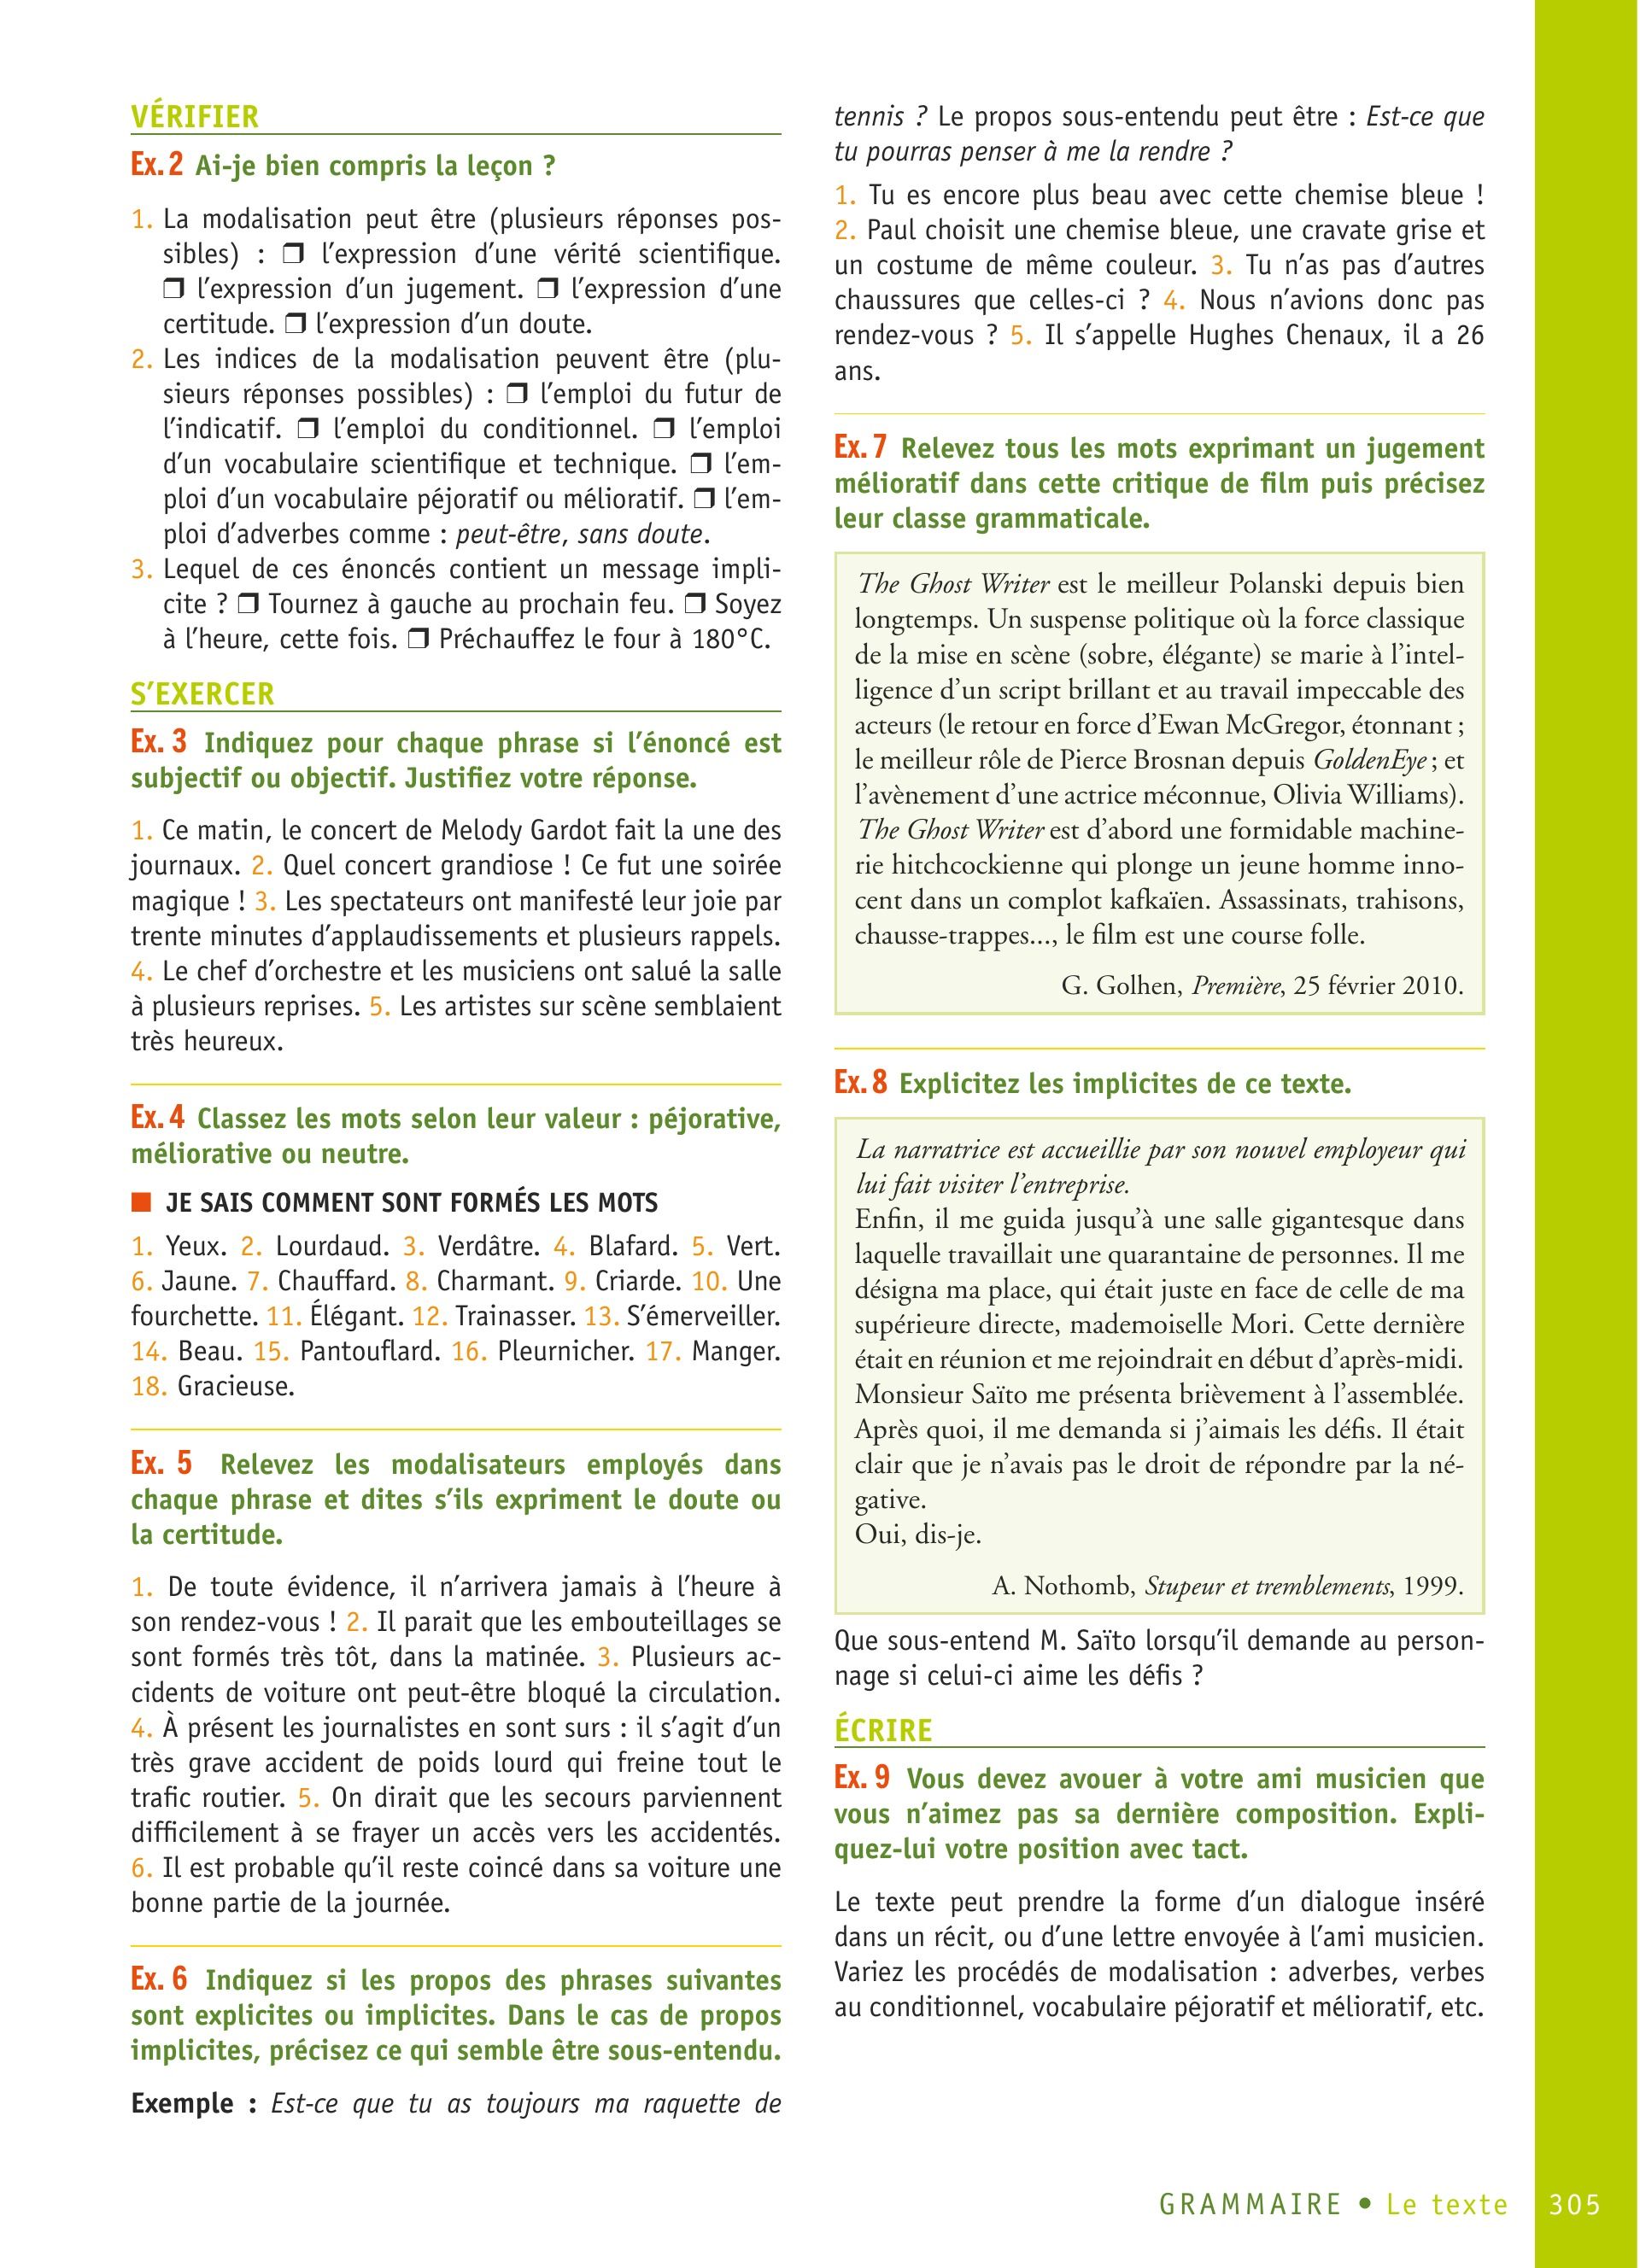 VÉRIFIER
Ex. 2 Ai-je bien compris la leçon ?
1. La modalisation peut être (plusieurs réponses pos-
sibles) : ❒ l’expression d’une vérité scientifique.
❒ l’expression d’un jugement. ❒ l’expression d’une
certitude. ❒ l’expression d’un doute.
2. Les indices de la modalisation peuvent être (plu-
sieurs réponses possibles) : ❒ l’emploi du futur de
l’indicatif. ❒ l’emploi du conditionnel. ❒ l’emploi
d’un vocabulaire scientifique et technique. ❒ l’em-
ploi d’un vocabulaire péjoratif ou mélioratif. ❒ l’em-
ploi d’adverbes comme : peut-être, sans doute.
3. Lequel de ces énoncés contient un message impli-
cite ? ❒ Tournez à gauche au prochain feu. ❒ Soyez
à l’heure, cette fois. ❒ Préchauffez le four à 180°C.
S’EXERCER
Ex. 3 Indiquez pour chaque phrase si l’énoncé est
subjectif ou objectif. Justifiez votre réponse.
1. Ce matin, le concert de Melody Gardot fait la une des
journaux. 2. Quel concert grandiose ! Ce fut une soirée
magique ! 3. Les spectateurs ont manifesté leur joie par
trente minutes d’applaudissements et plusieurs rappels.
4. Le chef d’orchestre et les musiciens ont salué la salle
à plusieurs reprises. 5. Les artistes sur scène semblaient
très heureux.
Ex. 4 Classez les mots selon leur valeur : péjorative,
méliorative ou neutre.
■ JE SAIS COMMENT SONT FORMÉS LES MOTS
1. Yeux. 2. Lourdaud. 3. Verdâtre. 4. Blafard. 5. Vert.
6. Jaune. 7. Chauffard. 8. Charmant. 9. Criarde. 10. Une
fourchette. 11. Élégant. 12. Trainasser. 13. S’émerveiller.
14. Beau. 15. Pantouflard. 16. Pleurnicher. 17. Manger.
18. Gracieuse.
Ex. 5 Relevez les modalisateurs employés dans
chaque phrase et dites s’ils expriment le doute ou
la certitude.
1. De toute évidence, il n’arrivera jamais à l’heure à
son rendez-vous ! 2. Il parait que les embouteillages se
sont formés très tôt, dans la matinée. 3. Plusieurs ac-
cidents de voiture ont peut-être bloqué la circulation.
4. À présent les journalistes en sont surs : il s’agit d’un
très grave accident de poids lourd qui freine tout le
trafic routier. 5. On dirait que les secours parviennent
difficilement à se frayer un accès vers les accidentés.
6. Il est probable qu’il reste coincé dans sa voiture une
bonne partie de la journée.
Ex. 6 Indiquez si les propos des phrases suivantes
sont explicites ou implicites. Dans le cas de propos
implicites, précisez ce qui semble être sous-entendu.
Exemple : Est-ce que tu as toujours ma raquette de
tennis ? Le propos sous-entendu peut être : Est-ce que
tu pourras penser à me la rendre ?
1. Tu es encore plus beau avec cette chemise bleue !
2. Paul choisit une chemise bleue, une cravate grise et
un costume de même couleur. 3. Tu n’as pas d’autres
chaussures que celles-ci ? 4. Nous n’avions donc pas
rendez-vous ? 5. Il s’appelle Hughes Chenaux, il a 26
ans.
Ex. 7 Relevez tous les mots exprimant un jugement
mélioratif dans cette critique de film puis précisez
leur classe grammaticale.
The Ghost Writer est le meilleur Polanski depuis bien
longtemps. Un suspense politique où la force classique
de la mise en scène (sobre, élégante) se marie à l’intel-
ligence d’un script brillant et au travail impeccable des
acteurs (le retour en force d’Ewan McGregor, étonnant ;
le meilleur rôle de Pierce Brosnan depuis GoldenEye ; et
l’avènement d’une actrice méconnue, Olivia Williams).
The Ghost Writer est d’abord une formidable machine-
rie hitchcockienne qui plonge un jeune homme inno-
cent dans un complot kafkaïen. Assassinats, trahisons,
chausse-trappes..., le film est une course folle.
G. Golhen, Première, 25 février 2010.
Ex. 8 Explicitez les implicites de ce texte.
La narratrice est accueillie par son nouvel employeur qui
lui fait visiter l’entreprise.
Enfin, il me guida jusqu’à une salle gigantesque dans
laquelle travaillait une quarantaine de personnes. Il me
désigna ma place, qui était juste en face de celle de ma
supérieure directe, mademoiselle Mori. Cette dernière
était en réunion et me rejoindrait en début d’après-midi.
Monsieur Saïto me présenta brièvement à l’assemblée.
Après quoi, il me demanda si j’aimais les défis. Il était
clair que je n’avais pas le droit de répondre par la né-
gative.
Oui, dis-je.
A. Nothomb, Stupeur et tremblements, 1999.
Que sous-entend M. Saïto lorsqu’il demande au person-
nage si celui-ci aime les défis ?
ÉCRIRE
Ex. 9 Vous devez avouer à votre ami musicien que
vous n’aimez pas sa dernière composition. Expli-
quez-lui votre position avec tact.
Le texte peut prendre la forme d’un dialogue inséré
dans un récit, ou d’une lettre envoyée à l’ami musicien.
Variez les procédés de modalisation : adverbes, verbes
au conditionnel, vocabulaire péjoratif et mélioratif, etc.
GRAMMAIRE • Le texte 305